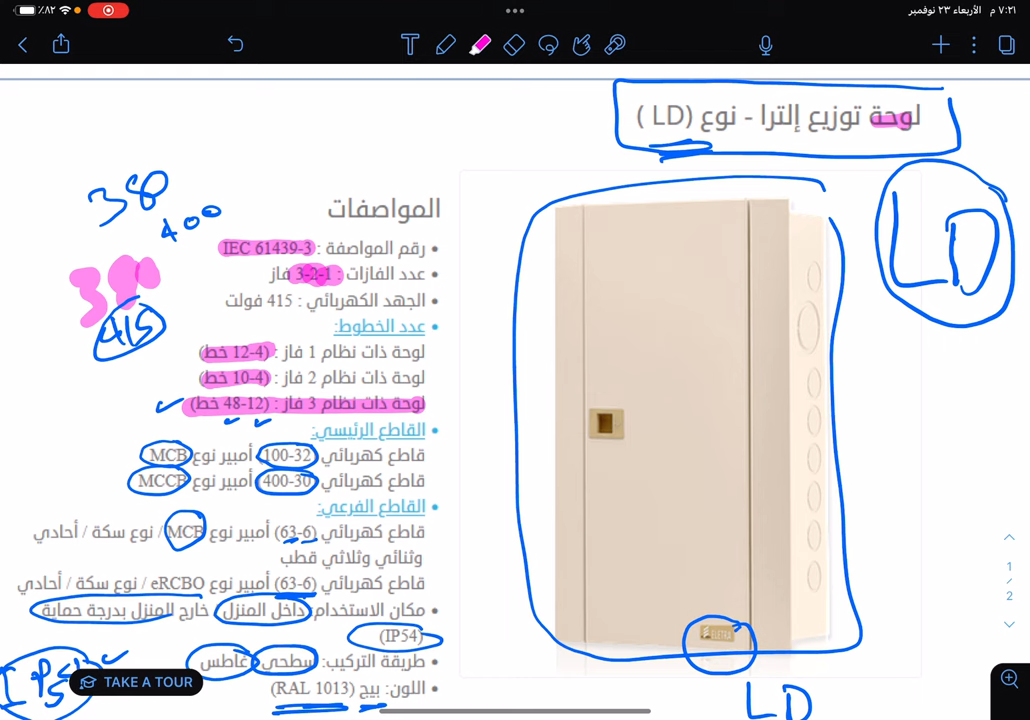 ٧:٢١ م الأربعاء ٢٣ نوفمبر
٨٢٪
T
لوحة توزيع إلترا - نوع (LD )
LD
المواصفات
380
400
رقم المواصفة : IEC 61439-3
عدد الفازات : 1-2-3 فاز
الجهد الكهربائي : 415 فولت
415
عدد الخطوط:
لوحة ذات نظام 1 فاز : (4-12 خط)
لوحة ذات نظام 2 فاز : (4-10 خط)
لوحة ذات نظام 3 فاز : (12-48 خط)
القاطع الرئيسي:
قاطع كهربائي (32-100) أمبير نوع MCB
قاطع كهربائي (30-400) أمبير نوع MCCB
القاطع الفرعي:
قاطع كهربائي (6-63) أمبير نوع MCB / نوع سكة / أحادي
وثنائي وثلاثي قطب
قاطع كهربائي (6-63) أمبير نوع eRCBO / نوع سكة / أحادي
مكان الاستخدام: داخل المنزل / خارج المنزل بدرجة حماية
(IP54)
طريقة التركيب: سطحي / غاطس
اللون: بيج (RAL 1013)
ELETRA
LD
TAKE A TOUR
1
/
2